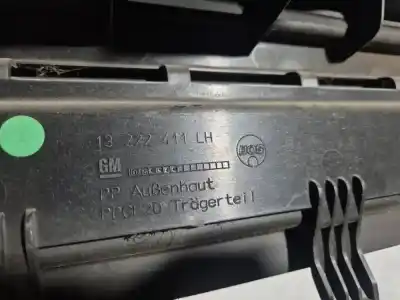 13 242 411 LH
GM
PP Außenhaut
Trägerteil